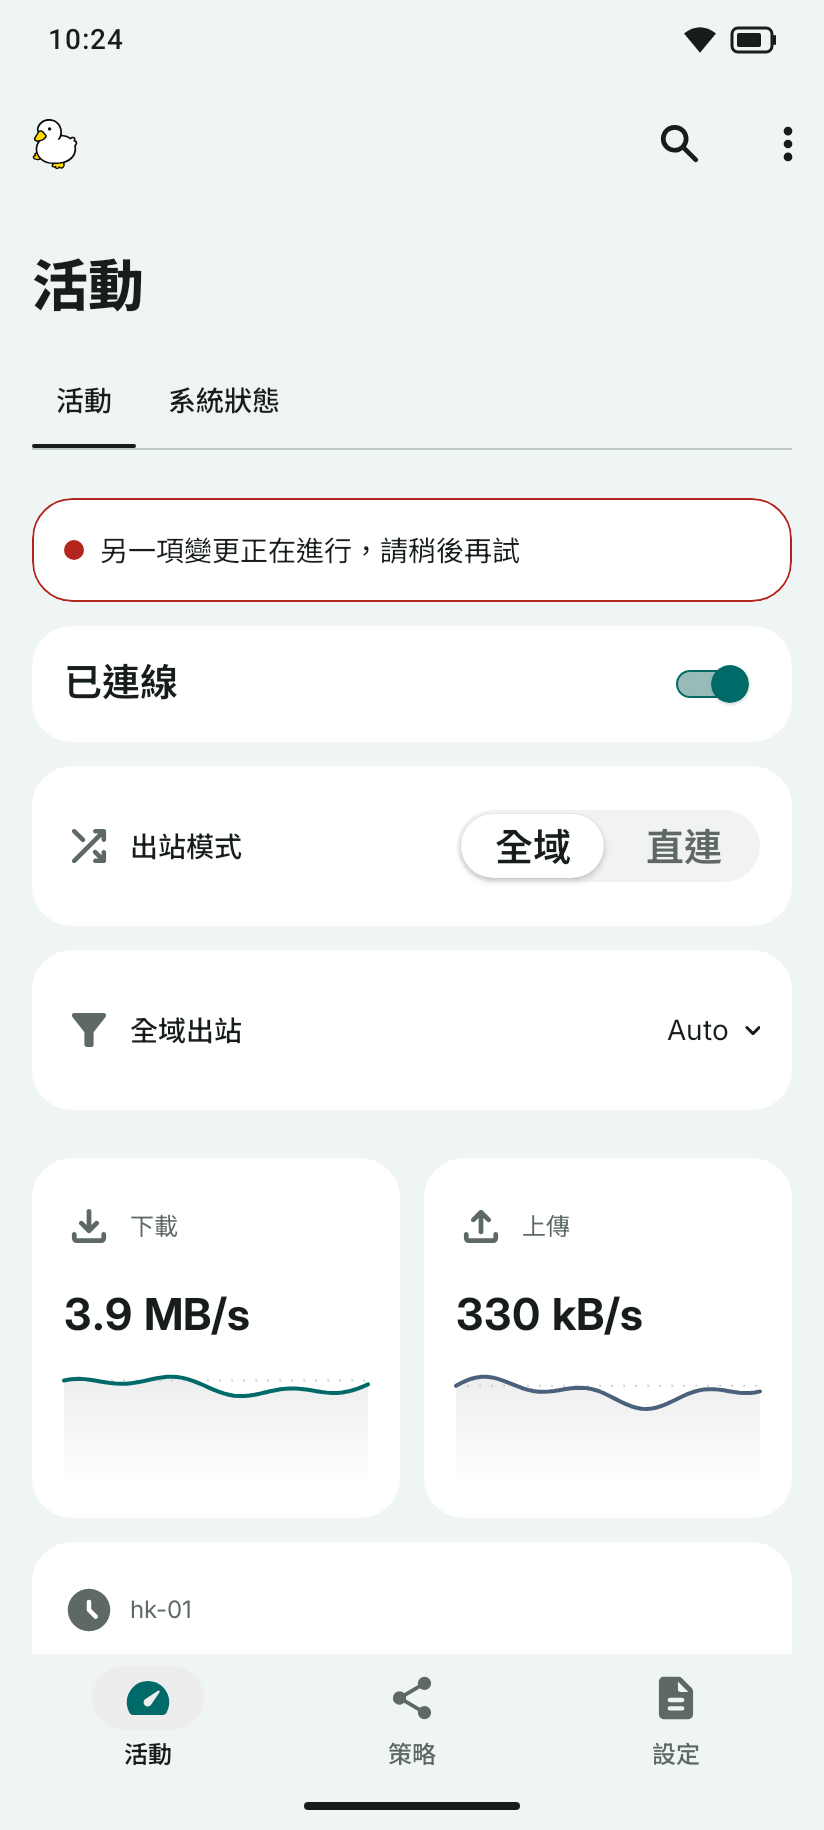 10:24
活動
活動
系統狀態
另一項變更正在進行，請稍後再試
已連線
出站模式
全域
直連
全域出站
Auto
下載
上傳
3.9 MB/s
330 kB/s
hk-01
活動
策略
設定